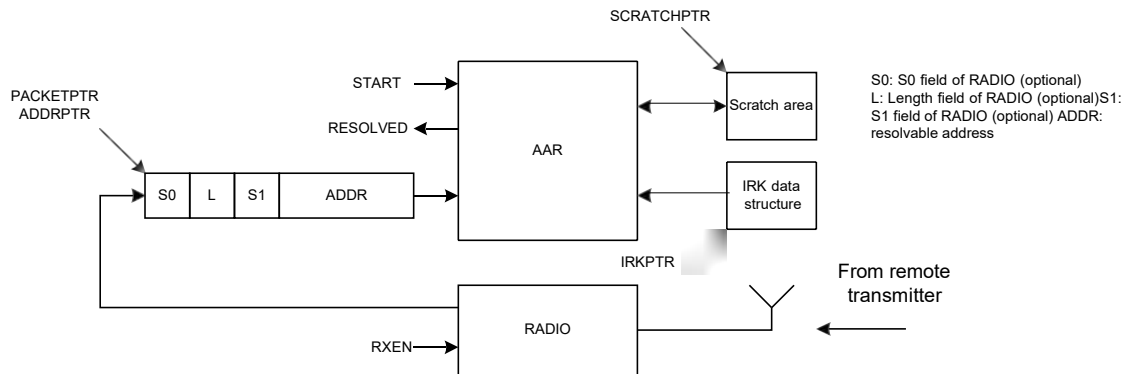 SCRATCHPTR
START
PACKETPTR
ADDRPTR
RESOLVED
AAR
Scratch area
S0: S0 field of RADIO (optional)
L: Length field of RADIO (optional)S1:
S1 field of RADIO (optional) ADDR:
resolvable address
S0 L S1 ADDR
IRK data
structure
IRKPTR
From remote
transmitter
RADIO
RXEN